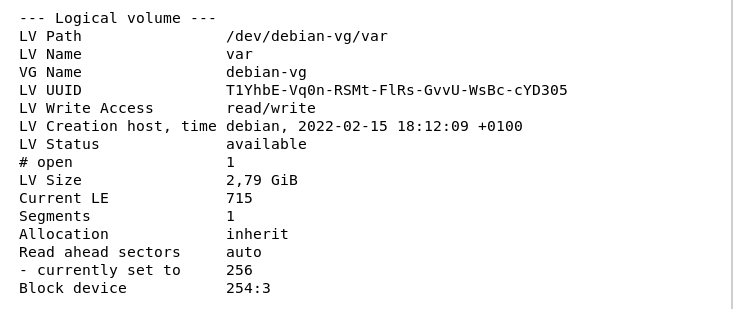 --- Logical volume ---
LV Path                /dev/debian-vg/var
LV Name                var
VG Name                debian-vg
LV UUID                T1YhbE-Vq0n-RSMt-FlRs-GvvU-WsBc-cYD305
LV Write Access        read/write
LV Creation host, time debian, 2022-02-15 18:12:09 +0100
LV Status              available
# open                 1
LV Size                2,79 GiB
Current LE             715
Segments               1
Allocation             inherit
Read ahead sectors     auto
- currently set to     256
Block device           254:3